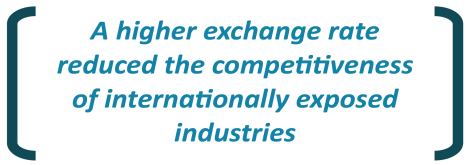 A higher exchange rate
reduced the competitiveness
of internationally exposed
industries